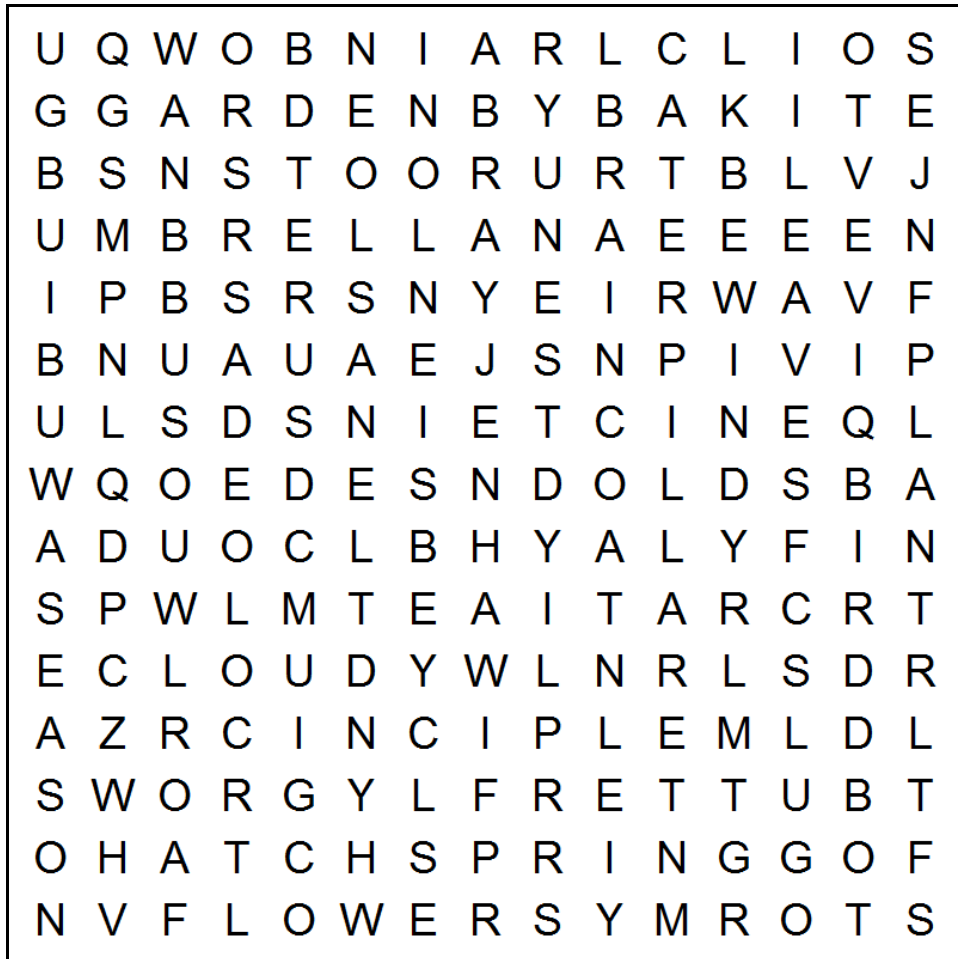 U Q W O B N I A R L C L I O S
G G A R D E N B Y B A K I T E
B S N S T O O R U R T B L V J
U M B R E L L A N A E E E E N
I P B S R S N Y E I R W A V F
B N U A U A E J S N P I V I P
U L S D S N I E T C I N E Q L
W Q O E D E S N D O L D S B A
A D U O C L B H Y A L Y F I N
S P W L M T E A I T A R C R T
E C L O U D Y W L N R L S D R
A Z R C I N C I P L E M L D L
S W O R G Y L F R E T T U B T
O H A T C H S P R I N G G O F
N V F L O W E R S Y M R O T S